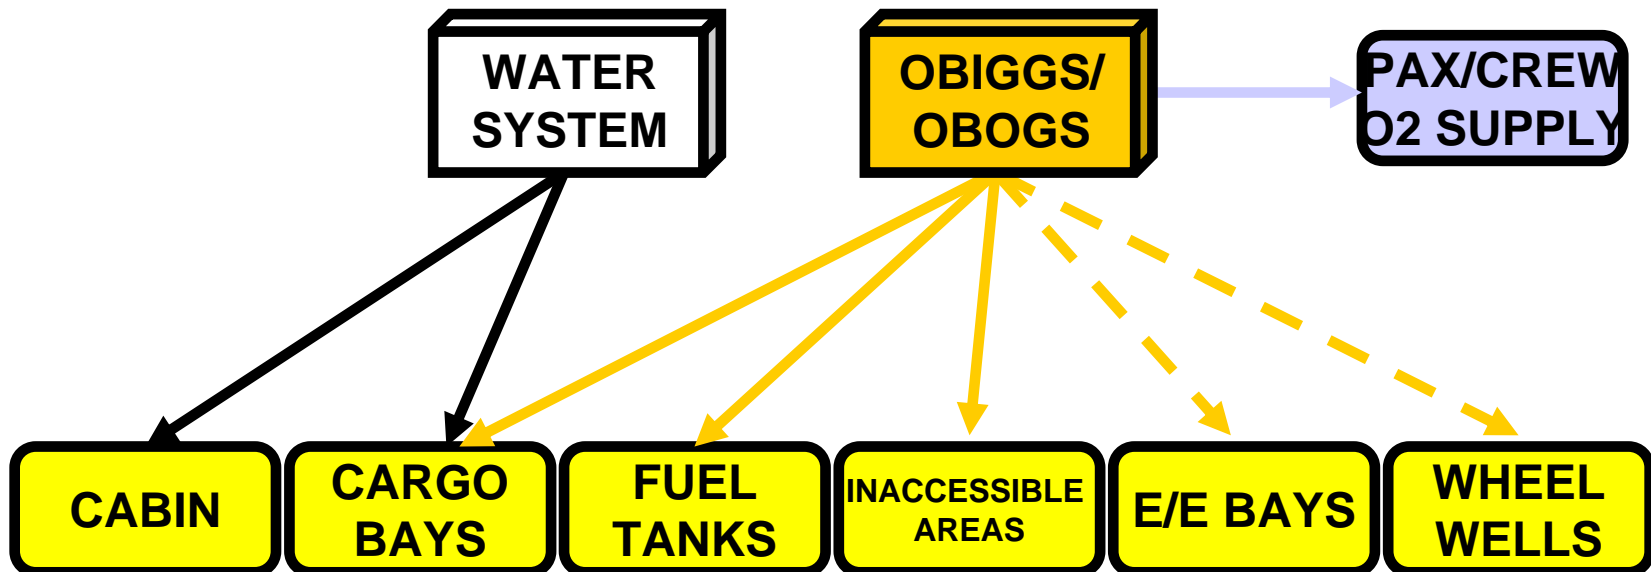 WATER
SYSTEM
OBIGGS/
OBOGS
PAX/CREW
O2 SUPPLY
CABIN
CARGO
BAYS
FUEL
TANKS
INACCESSIBLE
AREAS
E/E BAYS
WHEEL
WELLS